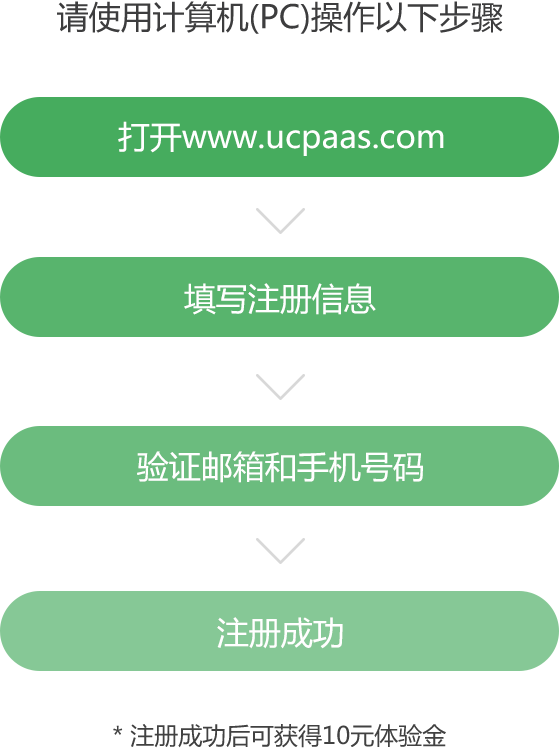 请使用计算机(PC)操作以下步骤
打开www.ucpaas.com
填写注册信息
验证邮箱和手机号码
注册成功
* 注册成功后可获得10元体验金